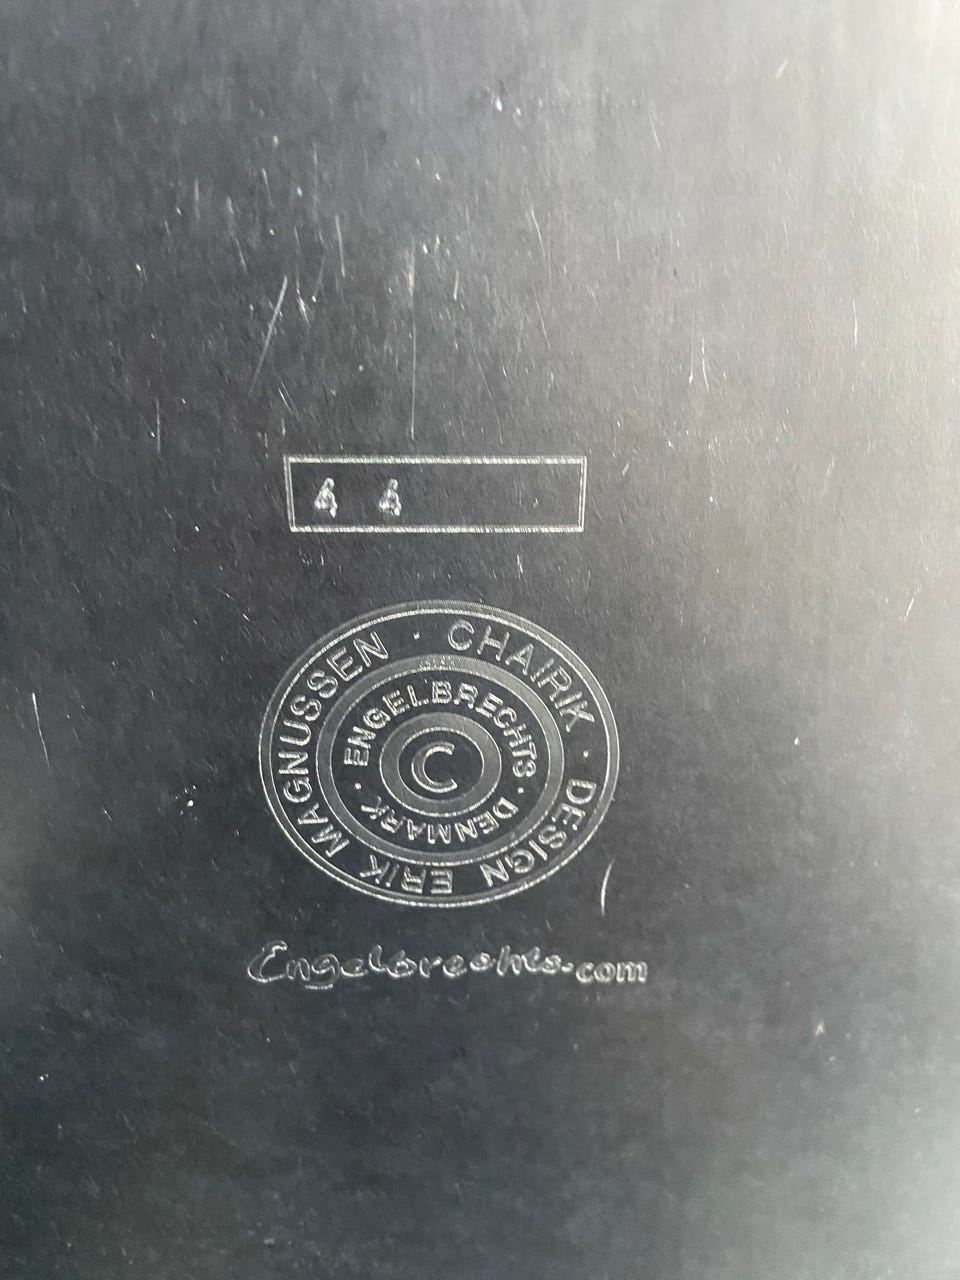 4 4
CHAIRIK · DESIGN ERIK MAGNUSSEN ·
ENGELBRECHTS · DENMARK ·
C
Engelbrechts.com